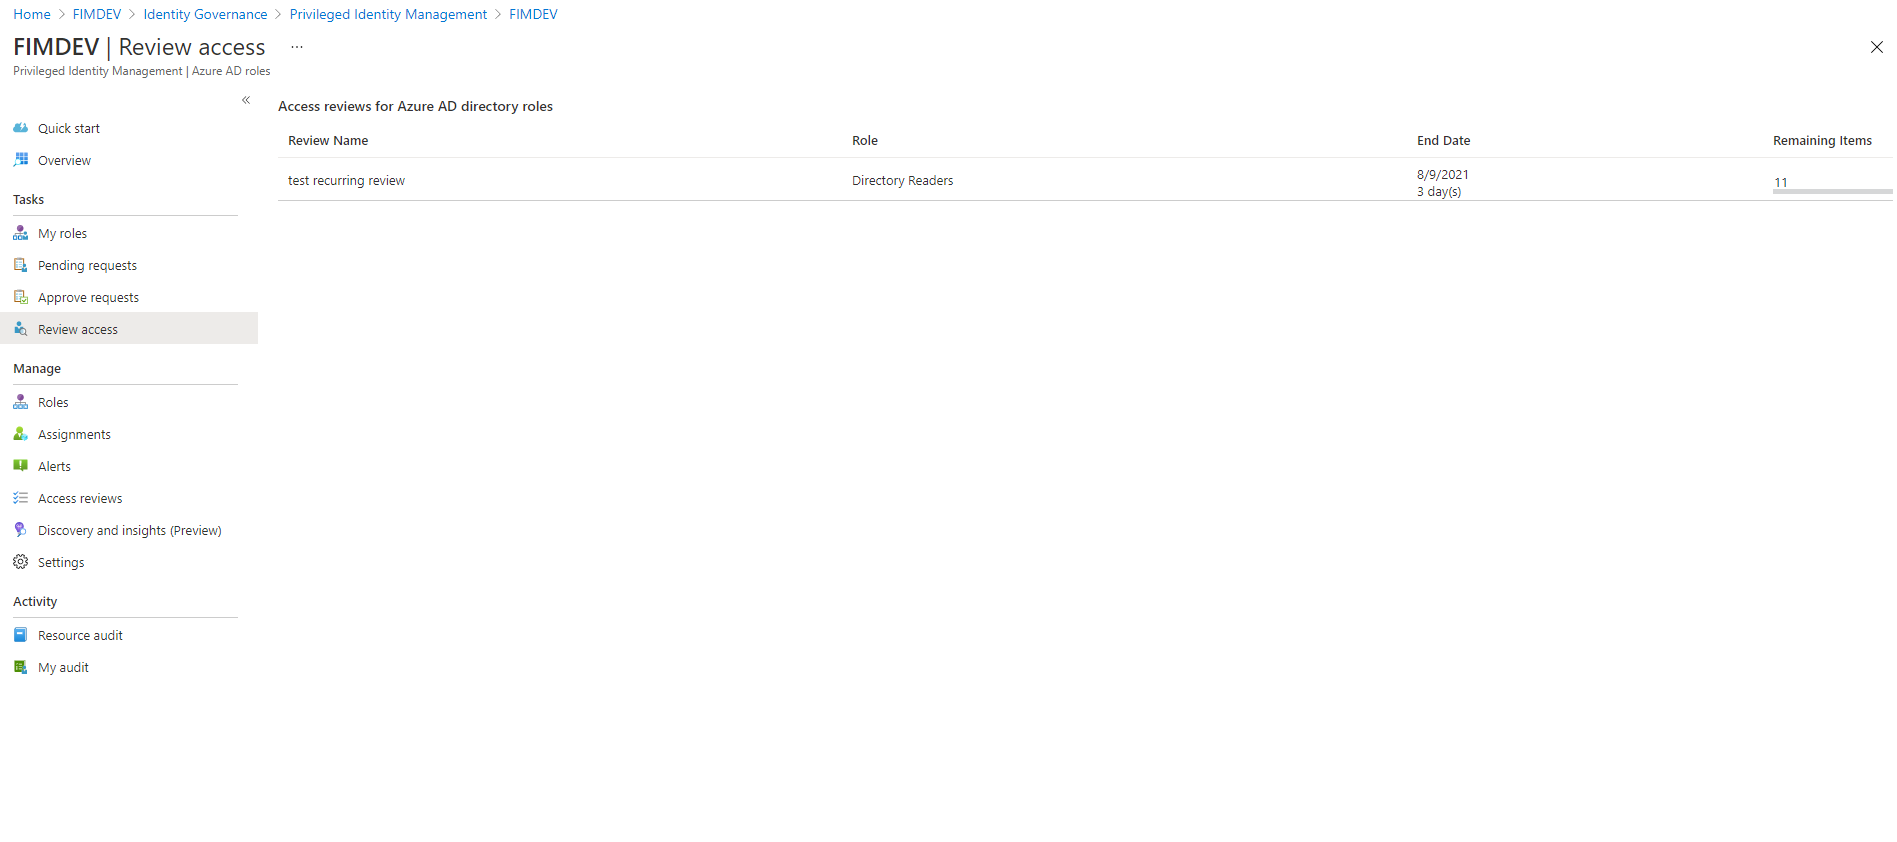 Home > FIMDEV > Identity Governance > Privileged Identity Management > FIMDEV
FIMDEV | Review access ...
Privileged Identity Management | Azure AD roles
«
Quick start
Overview
Tasks
My roles
Pending requests
Approve requests
Review access
Manage
Roles
Assignments
Alerts
Access reviews
Discovery and insights (Preview)
Settings
Activity
Resource audit
My audit
Access reviews for Azure AD directory roles
Review Name Role End Date Remaining Items
test recurring review Directory Readers 8/9/2021 11
3 day(s)